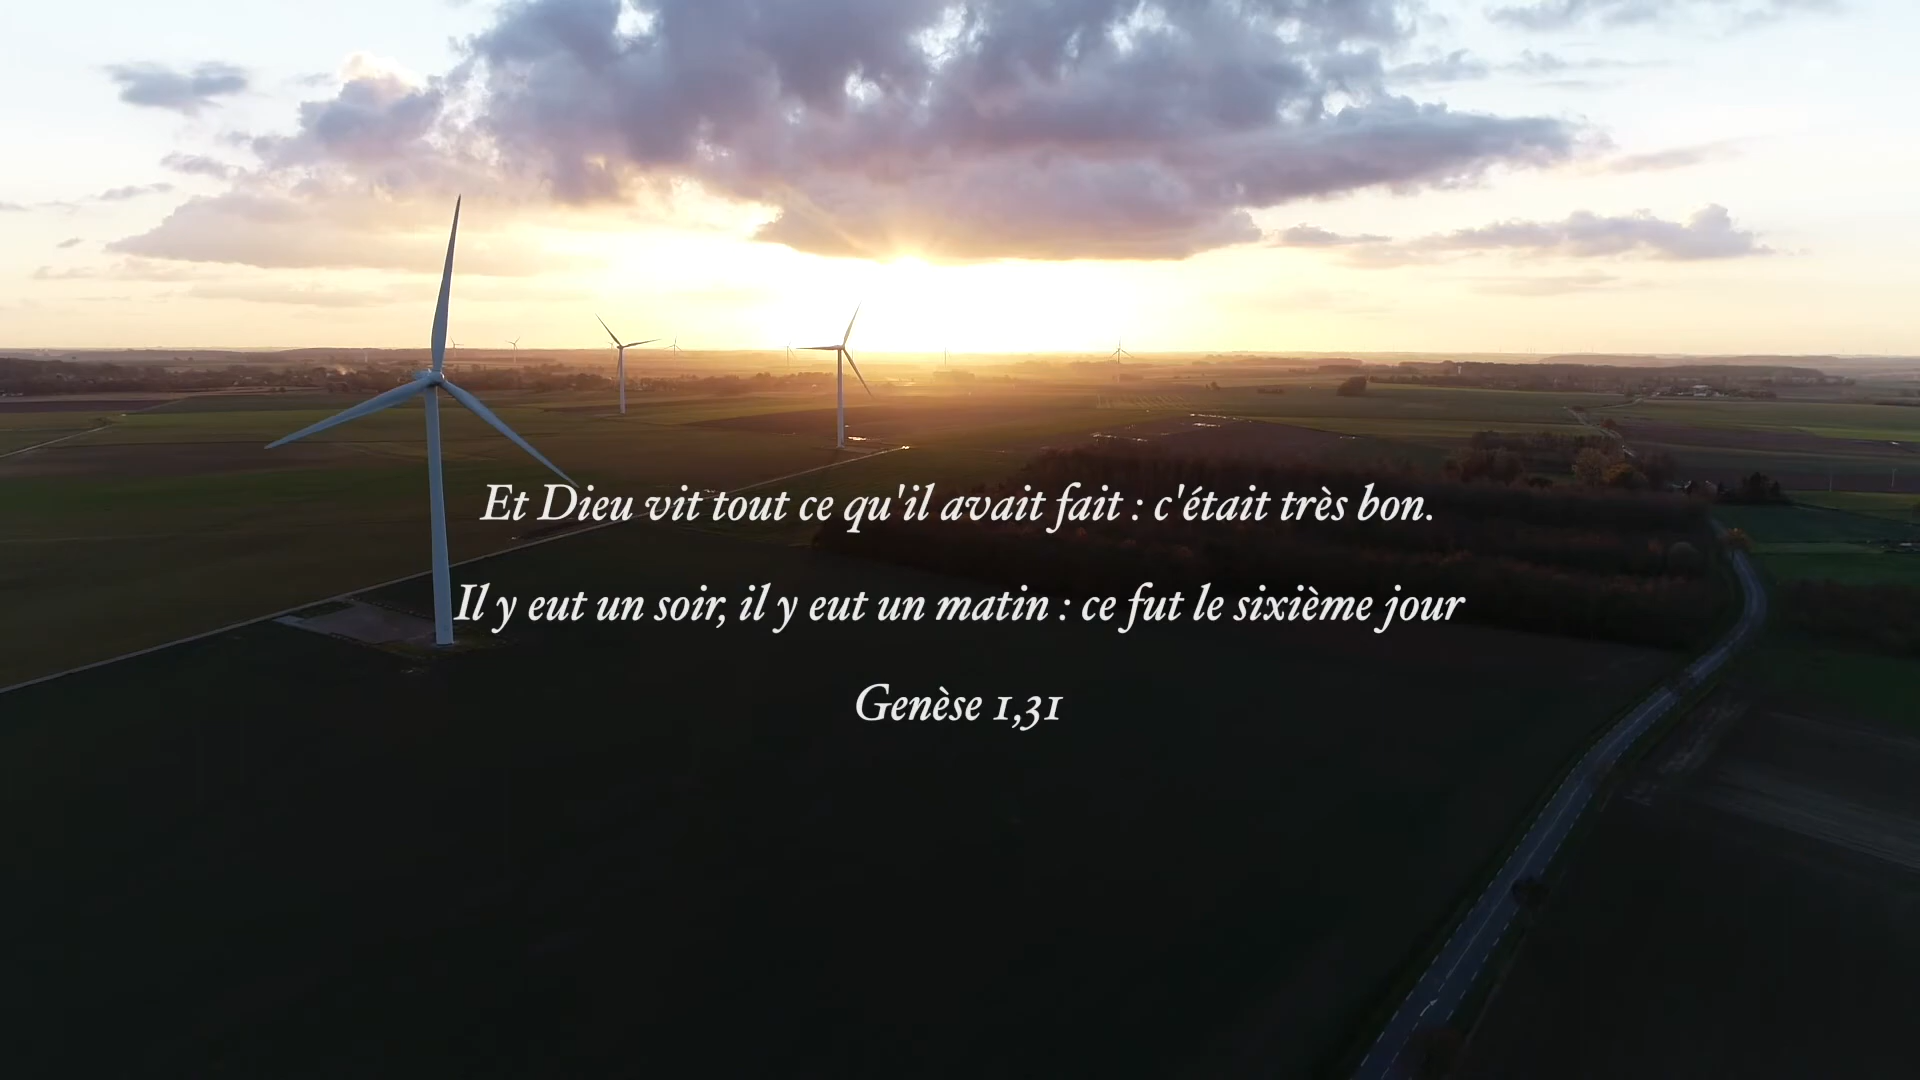 Et Dieu vit tout ce qu'il avait fait : c'était très bon.
Il y eut un soir, il y eut un matin : ce fut le sixième jour
Genèse 1,31